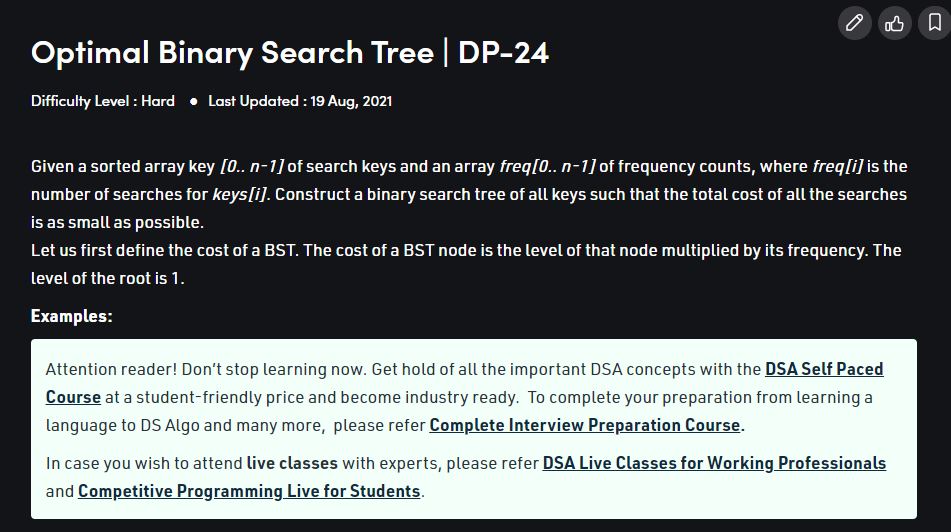 Optimal Binary Search Tree | DP-24
Difficulty Level : Hard ● Last Updated : 19 Aug, 2021
Given a sorted array key [0.. n-1] of search keys and an array freq[0.. n-1] of frequency counts, where freq[i] is the
number of searches for keys[i]. Construct a binary search tree of all keys such that the total cost of all the searches
is as small as possible.
Let us first define the cost of a BST. The cost of a BST node is the level of that node multiplied by its frequency. The
level of the root is 1.
Examples:
Attention reader! Don’t stop learning now. Get hold of all the important DSA concepts with the DSA Self Paced
Course at a student-friendly price and become industry ready.  To complete your preparation from learning a
language to DS Algo and many more,  please refer Complete Interview Preparation Course.
In case you wish to attend live classes with experts, please refer DSA Live Classes for Working Professionals
and Competitive Programming Live for Students.